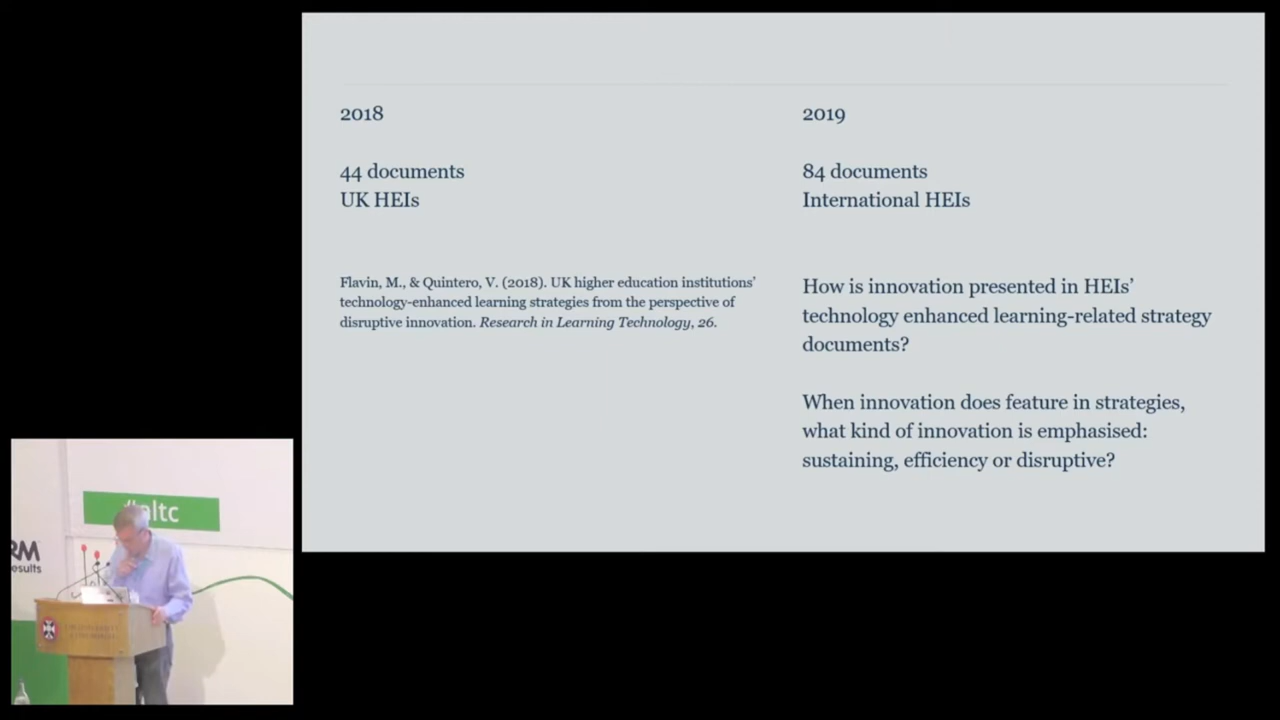 2018
44 documents
UK HEIs
Flavin, M., & Quintero, V. (2018). UK higher education institutions'
technology-enhanced learning strategies from the perspective of
disruptive innovation. Research in Learning Technology, 26.
2019
84 documents
International HEIs
How is innovation presented in HEIs'
technology enhanced learning-related strategy
documents?
When innovation does feature in strategies,
what kind of innovation is emphasised:
sustaining, efficiency or disruptive?
ltc
RM
esults